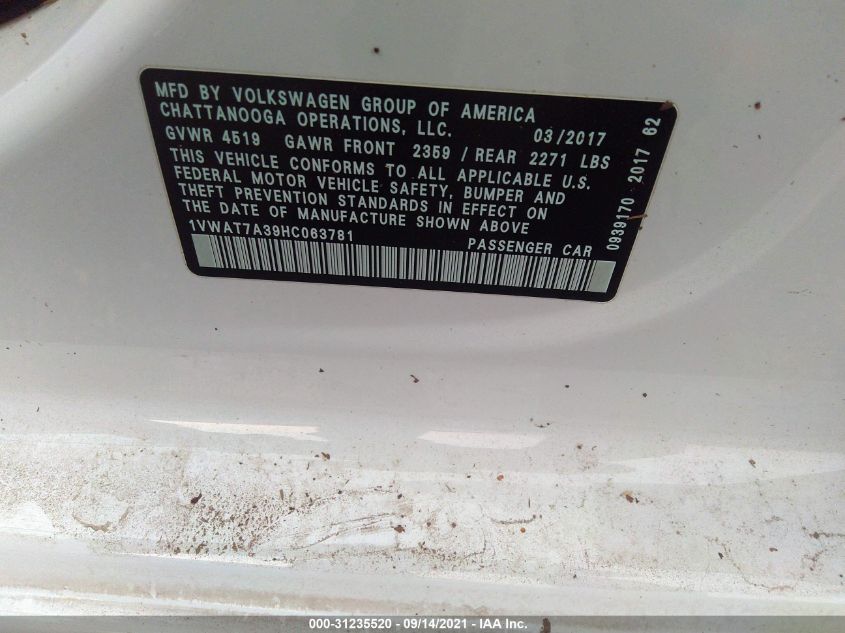 MFD BY VOLKSWAGEN GROUP OF AMERICA
CHATTANOOGA OPERATIONS, LLC. 03/2017
GVWR 4519 GAWR FRONT 2359 / REAR 2271 LBS
THIS VEHICLE CONFORMS TO ALL APPLICABLE U.S.
FEDERAL MOTOR VEHICLE SAFETY, BUMPER AND
THEFT PREVENTION STANDARDS IN EFFECT ON
THE DATE OF MANUFACTURE SHOWN ABOVE
1VWAT7A39HC063781 PASSENGER CAR
0939170 2017 62
000-31235520 - 09/14/2021 - IAA Inc.